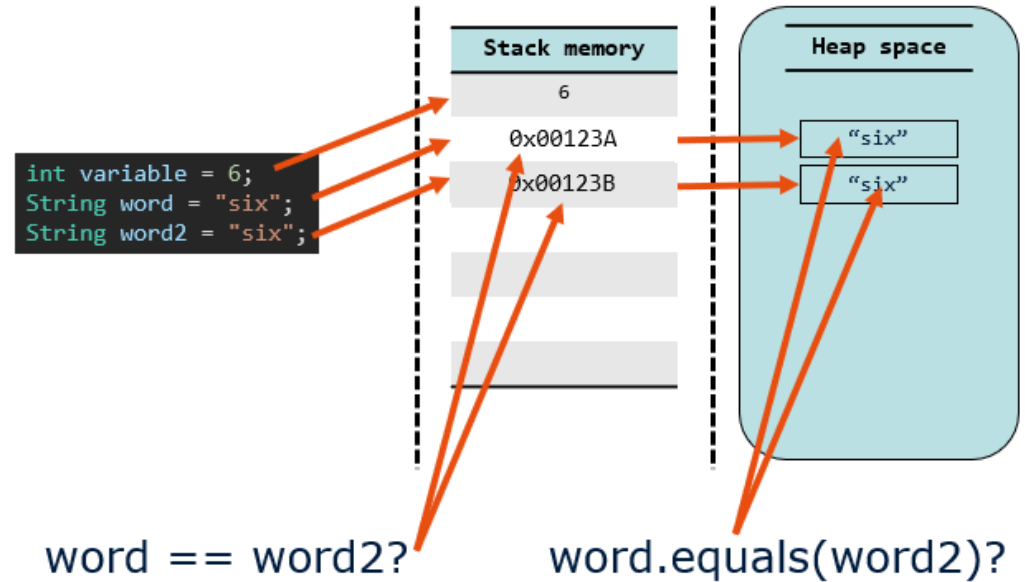 Stack memory
Heap space
6
0x00123A
“six”
0x00123B
“six”
int variable = 6;
String word = "six";
String word2 = "six";
word == word2?
word.equals(word2)?